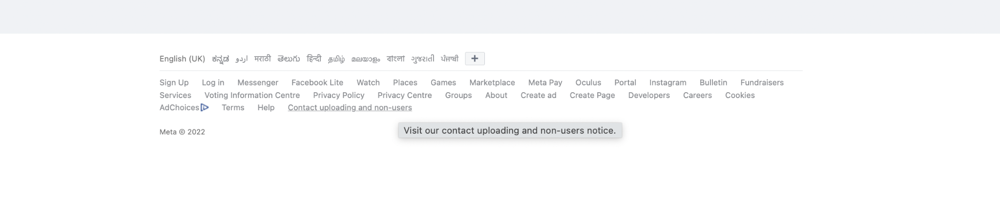 English (UK) ಕನ್ನಡ اردو मराठी తెలుగు हिन्दी தமிழ் മലയാളം বাংলা ગુજરાતી ਪੰਜਾਬੀ +
Sign Up Log in Messenger Facebook Lite Watch Places Games Marketplace Meta Pay Oculus Portal Instagram Bulletin Fundraisers
Services Voting Information Centre Privacy Policy Privacy Centre Groups About Create ad Create Page Developers Careers Cookies
AdChoices Terms Help Contact uploading and non-users
Visit our contact uploading and non-users notice.
Meta © 2022